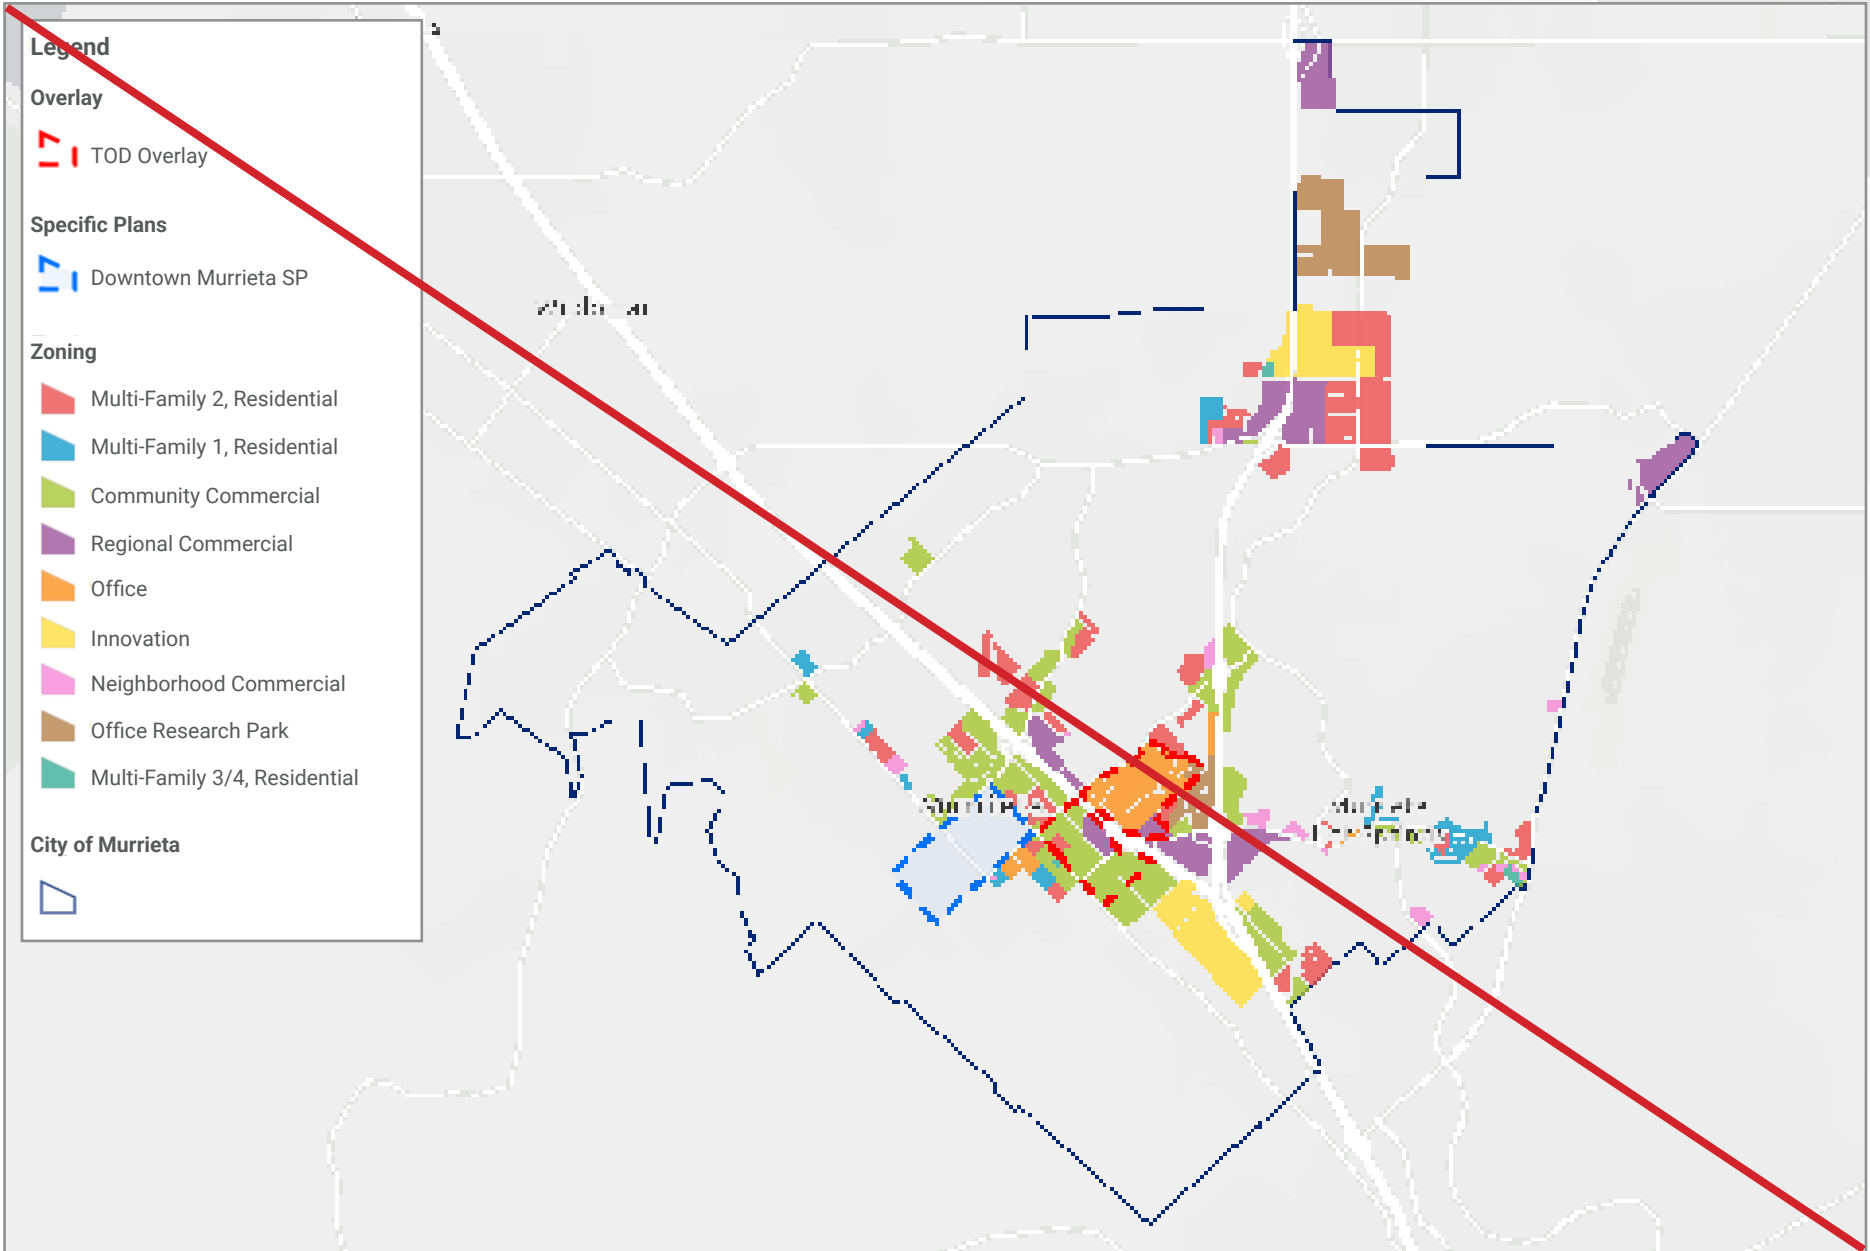 Legend
Overlay
TOD Overlay
Specific Plans
Downtown Murrieta SP
Zoning
Multi-Family 2, Residential
Multi-Family 1, Residential
Community Commercial
Regional Commercial
Office
Innovation
Neighborhood Commercial
Office Research Park
Multi-Family 3/4, Residential
City of Murrieta